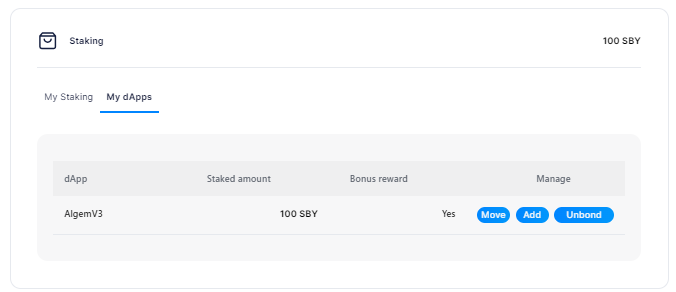 Staking 100 SBY
My Staking My dApps
dApp Staked amount Bonus reward Manage
AlgemV3 100 SBY Yes Move Add Unbond